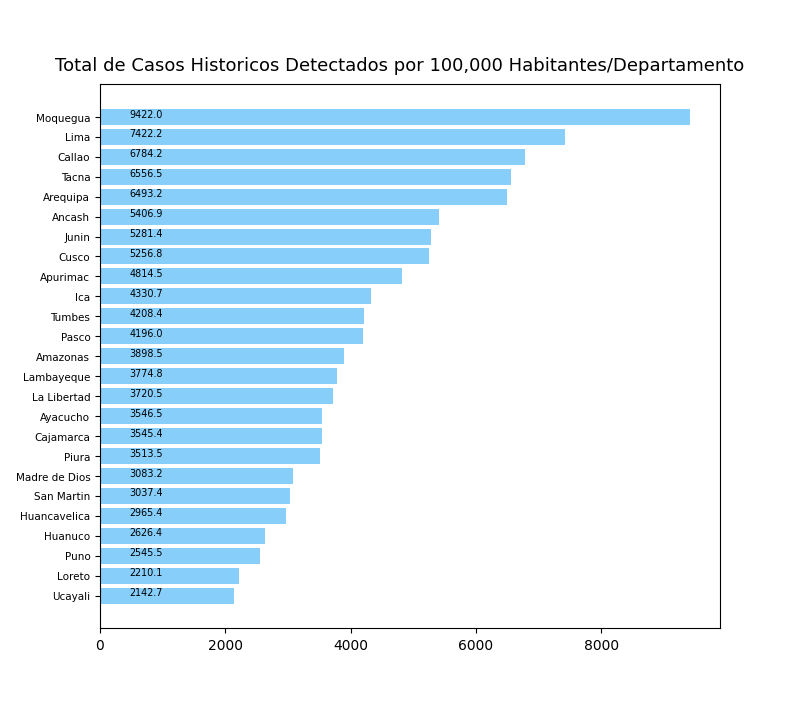 Total de Casos Historicos Detectados por 100,000 Habitantes/Departamento
Moquegua 9422.0
Lima 7422.2
Callao 6784.2
Tacna 6556.5
Arequipa 6493.2
Ancash 5406.9
Junin 5281.4
Cusco 5256.8
Apurimac 4814.5
Ica 4330.7
Tumbes 4208.4
Pasco 4196.0
Amazonas 3898.5
Lambayeque 3774.8
La Libertad 3720.5
Ayacucho 3546.5
Cajamarca 3545.4
Piura 3513.5
Madre de Dios 3083.2
San Martin 3037.4
Huancavelica 2965.4
Huanuco 2626.4
Puno 2545.5
Loreto 2210.1
Ucayali 2142.7
0 2000 4000 6000 8000